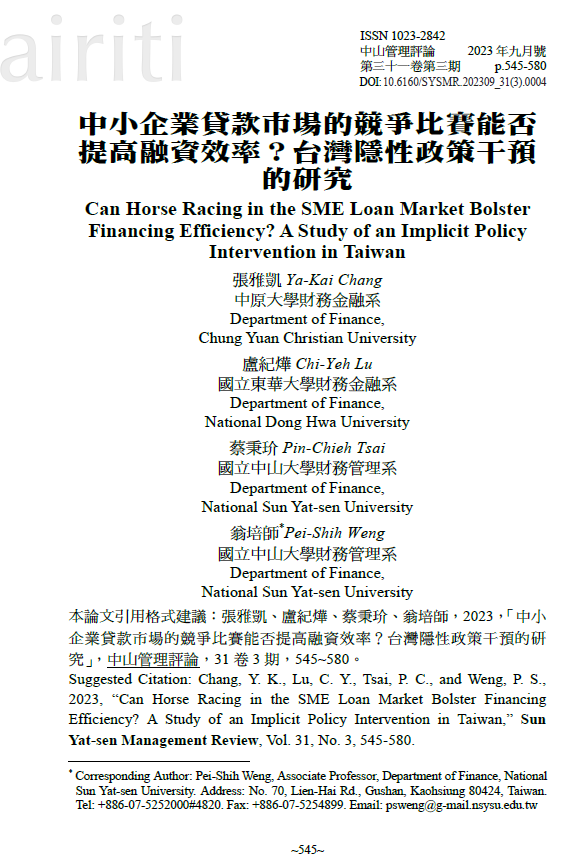 airiti
ISSN 1023-2842
中山管理評論 2023 年九月號
第三十一卷第三期 p.545-580
DOI: 10.6160/SYSMR.202309_31(3).0004
中小企業貸款市場的競爭比賽能否
提高融資效率？台灣隱性政策干預
的研究
Can Horse Racing in the SME Loan Market Bolster
Financing Efficiency? A Study of an Implicit Policy
Intervention in Taiwan
張雅凱 Ya-Kai Chang
中原大學財務金融系
Department of Finance,
Chung Yuan Christian University
盧紀燁 Chi-Yeh Lu
國立東華大學財務金融系
Department of Finance,
National Dong Hwa University
蔡秉玠 Pin-Chieh Tsai
國立中山大學財務管理系
Department of Finance,
National Sun Yat-sen University
翁培師*Pei-Shih Weng
國立中山大學財務管理系
Department of Finance,
National Sun Yat-sen University
本論文引用格式建議：張雅凱、盧紀燁、蔡秉玠、翁培師，2023，「中小
企業貸款市場的競爭比賽能否提高融資效率？台灣隱性政策干預的研
究」，中山管理評論，31 卷 3 期，545~580。
Suggested Citation: Chang, Y. K., Lu, C. Y., Tsai, P. C., and Weng, P. S.,
2023, “Can Horse Racing in the SME Loan Market Bolster Financing
Efficiency? A Study of an Implicit Policy Intervention in Taiwan,” Sun
Yat-sen Management Review, Vol. 31, No. 3, 545-580.
* Corresponding Author: Pei-Shih Weng, Associate Professor, Department of Finance, National
Sun Yat-sen University. Address: No. 70, Lien-Hai Rd., Gushan, Kaohsiung 80424, Taiwan.
Tel: +886-07-5252000#4820. Fax: +886-07-5254899. Email: psweng@g-mail.nsysu.edu.tw
~545~